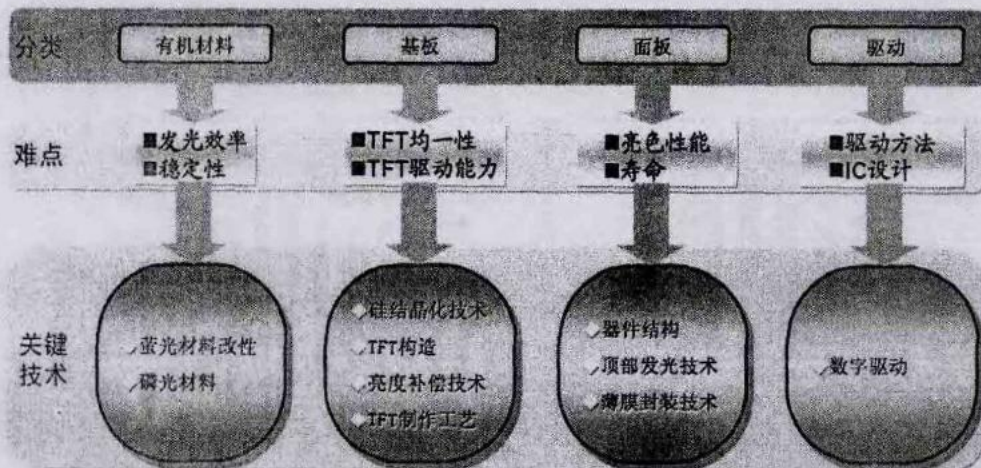 分类 有机材料 基板 面板 驱动
难点
■发光效率
■稳定性
■TFT均一性
■TFT驱动能力
■亮色性能
■寿命
■驱动方法
■IC设计
关键
技术
萤光材料改性
磷光材料
硅结晶化技术
TFT构造
亮度补偿技术
TFT制作工艺
器件结构
顶部发光技术
薄膜封装技术
数字驱动